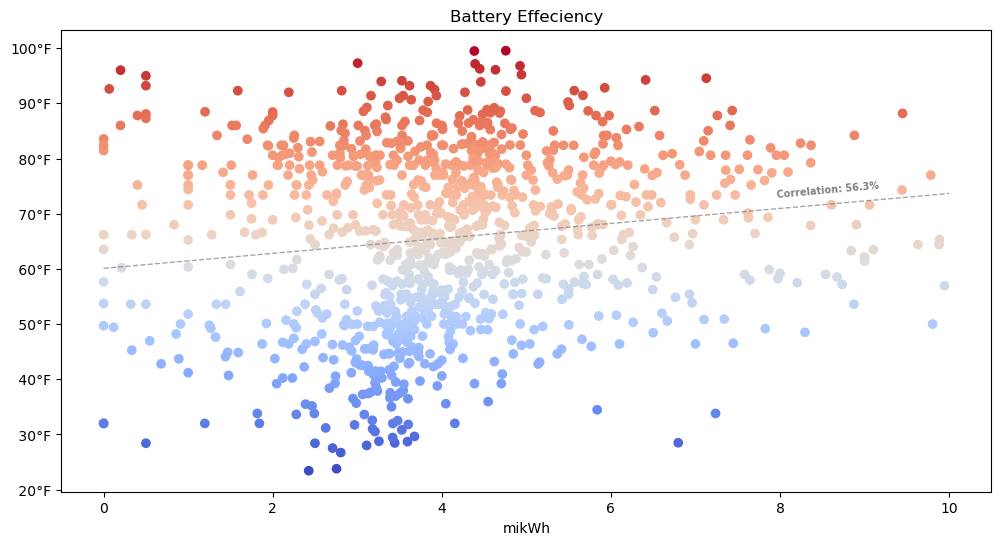 Battery Effeciency
100°F
90°F
80°F
70°F
60°F
50°F
40°F
30°F
20°F
Correlation: 56.3%
0 2 4 6 8 10
mikWh